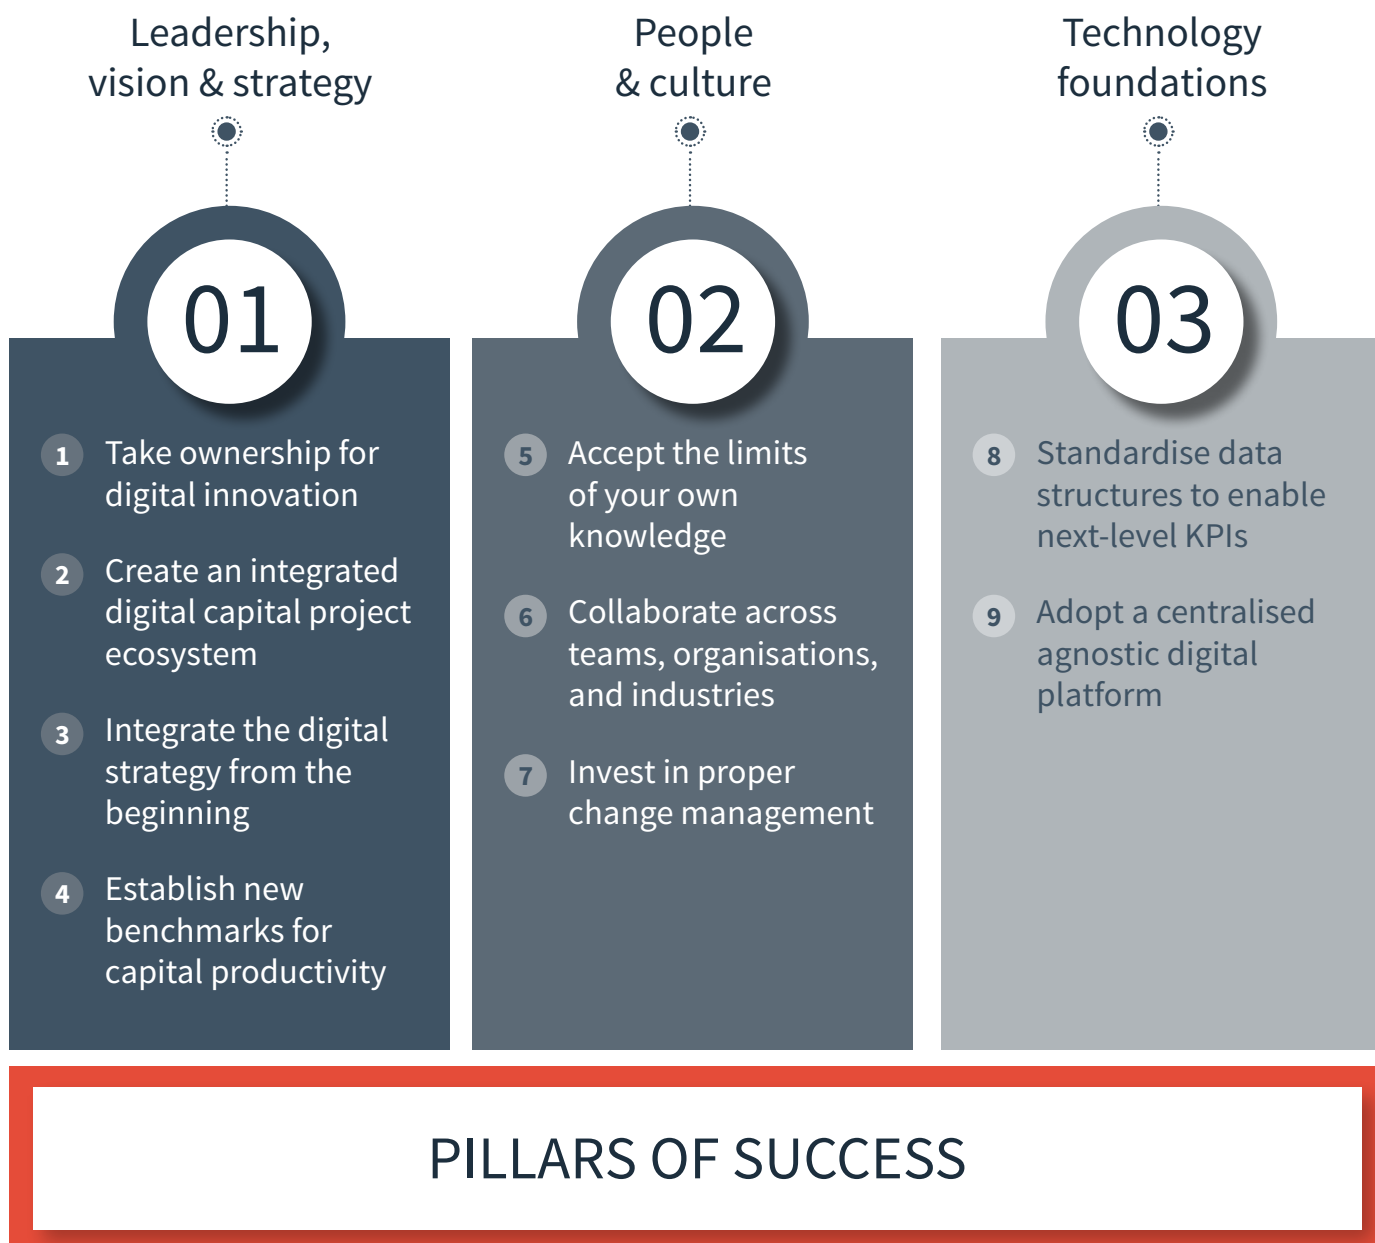 Leadership,
vision & strategy
01
1 Take ownership for
digital innovation
2 Create an integrated
digital capital project
ecosystem
3 Integrate the digital
strategy from the
beginning
4 Establish new
benchmarks for
capital productivity
People
& culture
02
5 Accept the limits
of your own
knowledge
6 Collaborate across
teams, organisations,
and industries
7 Invest in proper
change management
Technology
foundations
03
8 Standardise data
structures to enable
next-level KPIs
9 Adopt a centralised
agnostic digital
platform
PILLARS OF SUCCESS